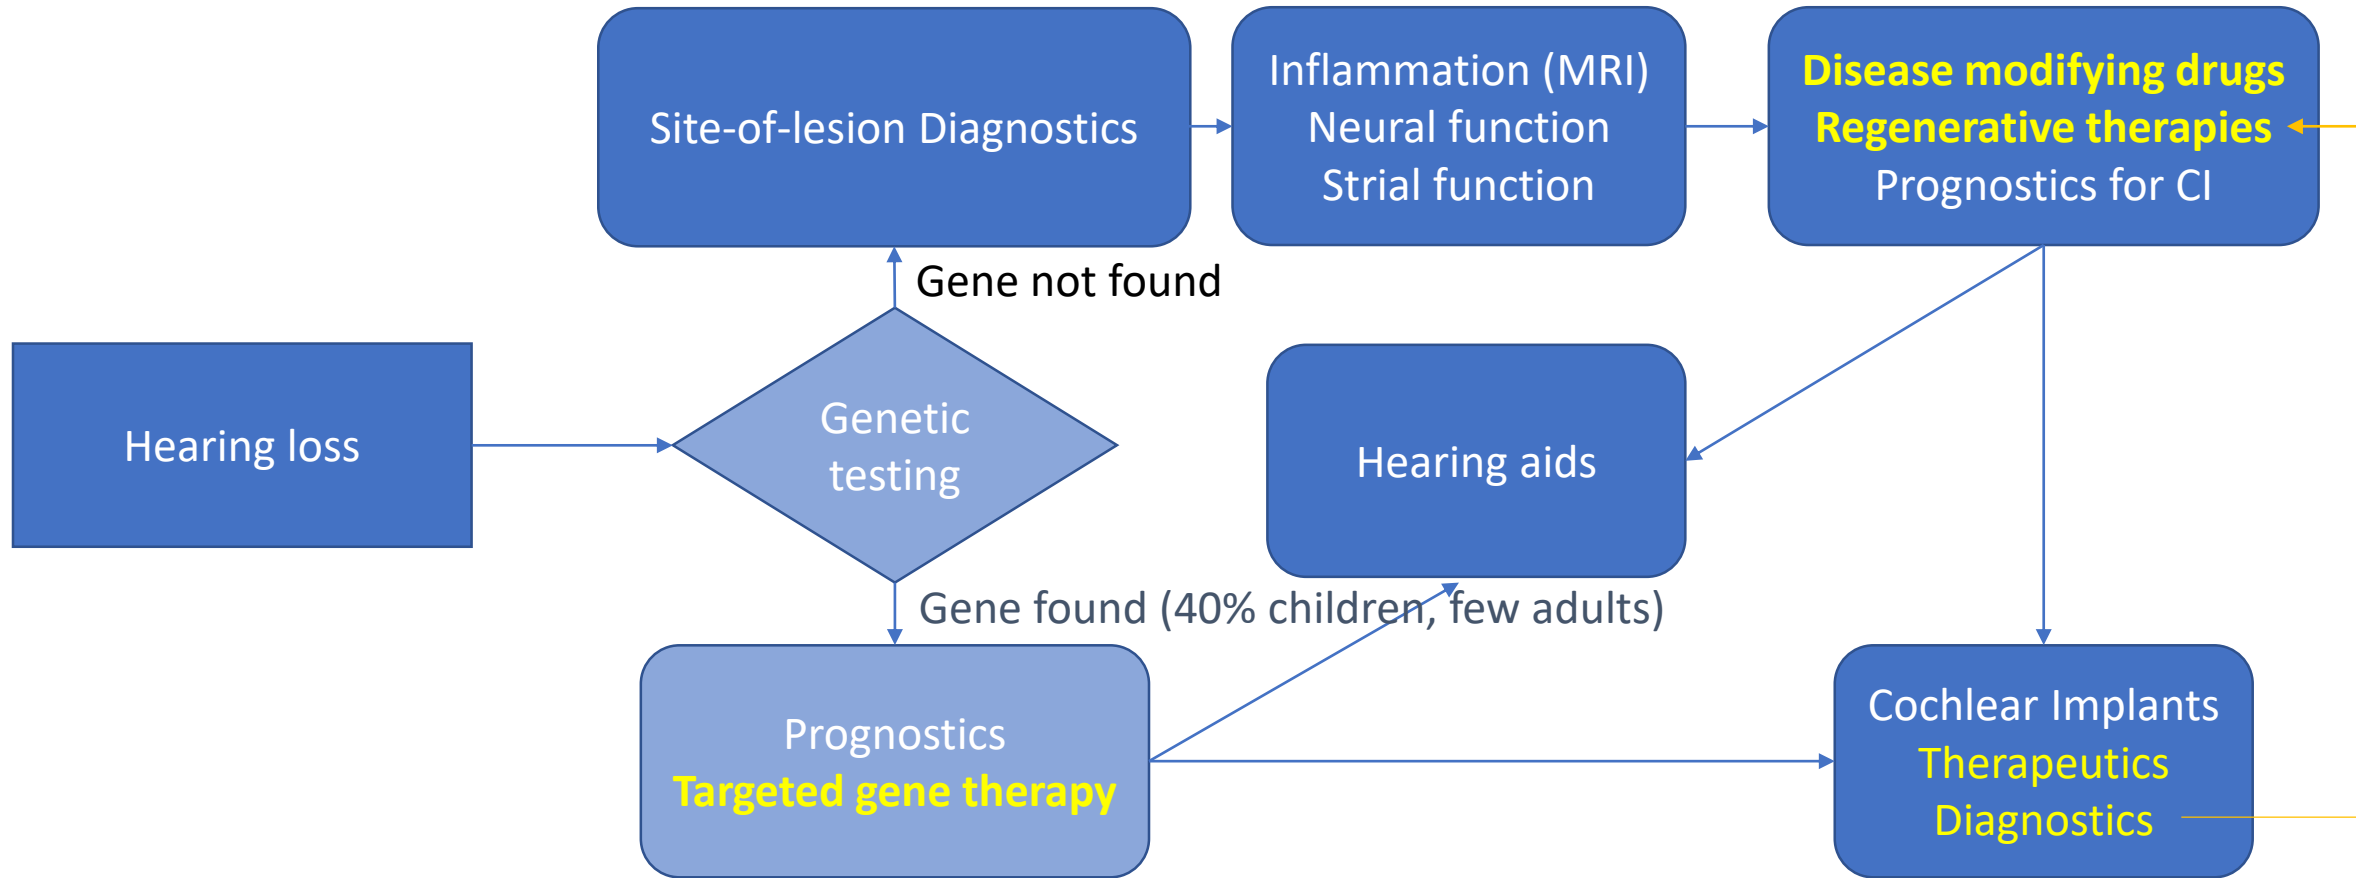 Site-of-lesion Diagnostics
Inflammation (MRI)
Neural function
Strial function
Disease modifying drugs
Regenerative therapies
Prognostics for CI
Gene not found
Hearing loss
Genetic
testing
Hearing aids
Gene found (40% children, few adults)
Prognostics
Targeted gene therapy
Cochlear Implants
Therapeutics
Diagnostics